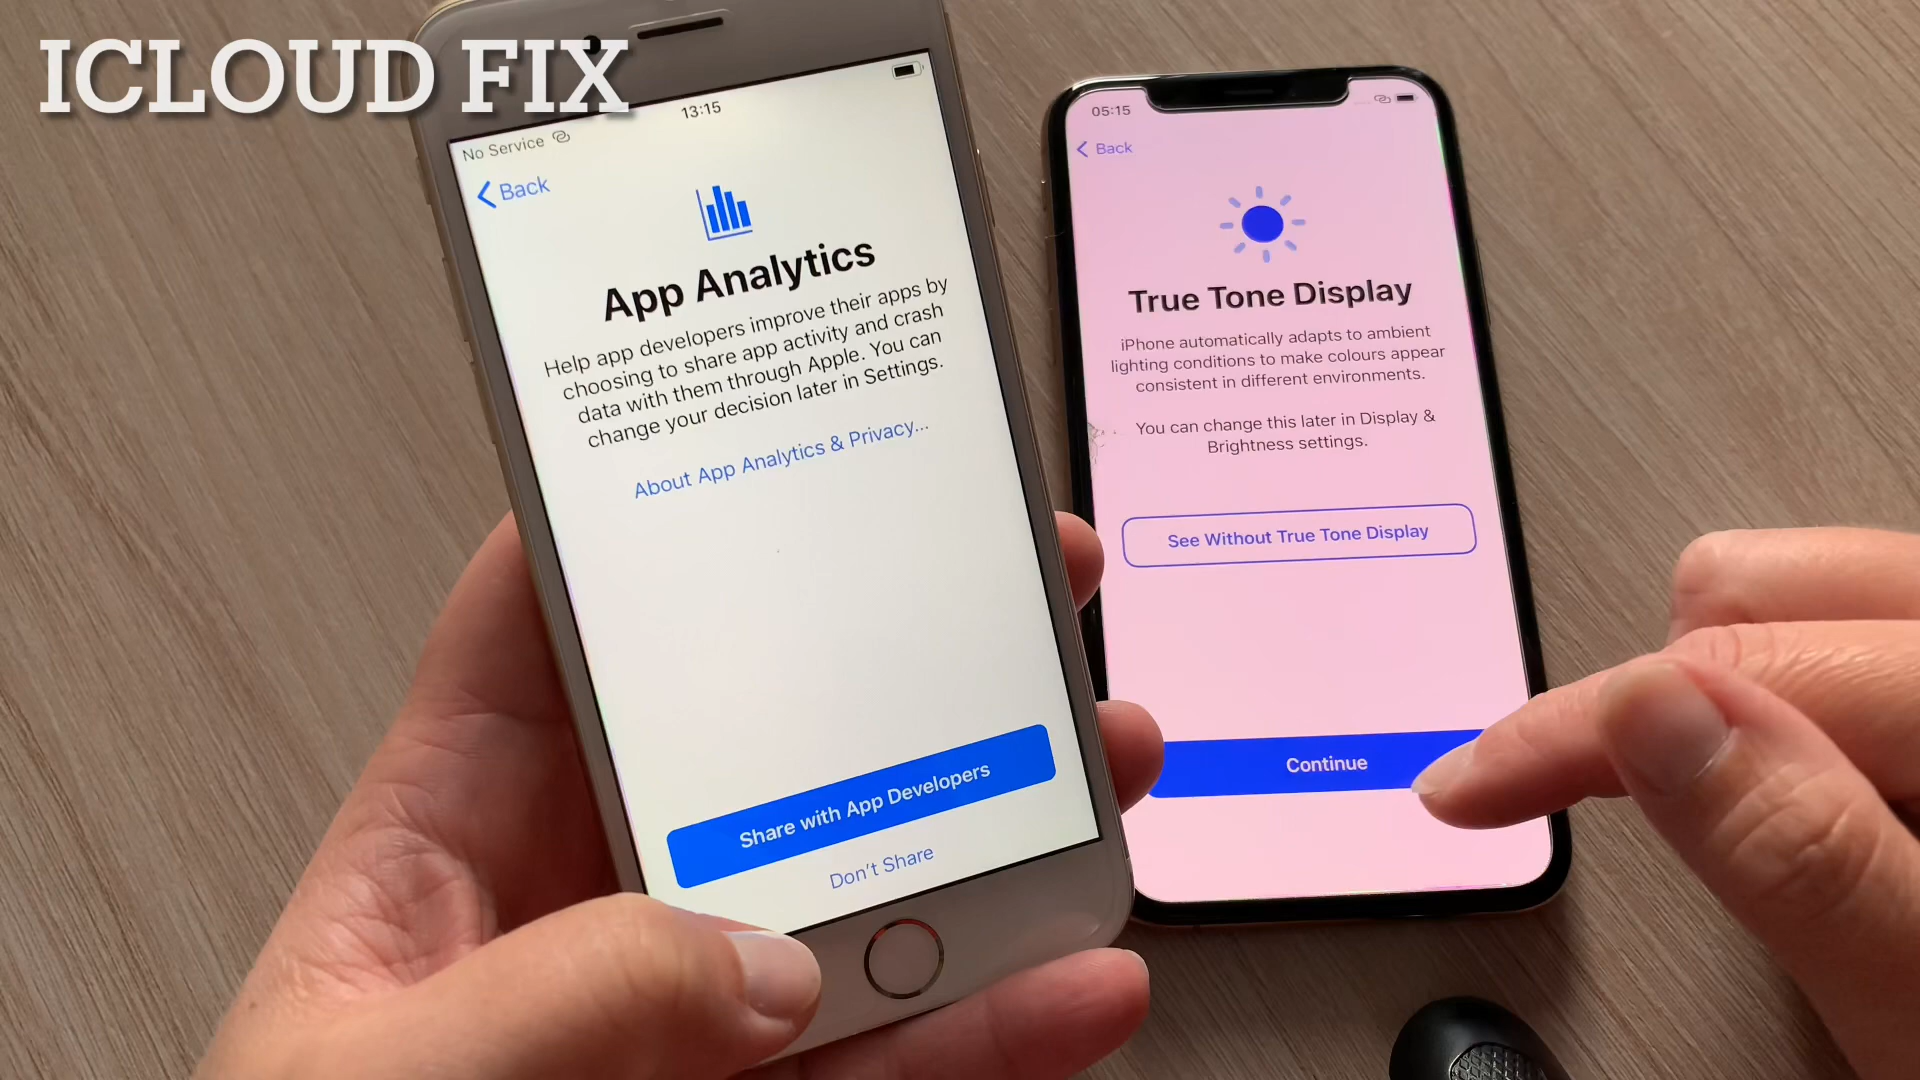 ICLOUD FIX
No Service
13:15
Back
App Analytics
Help app developers improve their apps by
choosing to share app activity and crash
data with them through Apple. You can
change your decision later in Settings.
About App Analytics & Privacy...
Share with App Developers
Don't Share
05:15
Back
True Tone Display
iPhone automatically adapts to ambient
lighting conditions to make colours appear
consistent in different environments.
You can change this later in Display &
Brightness settings.
See Without True Tone Display
Continue